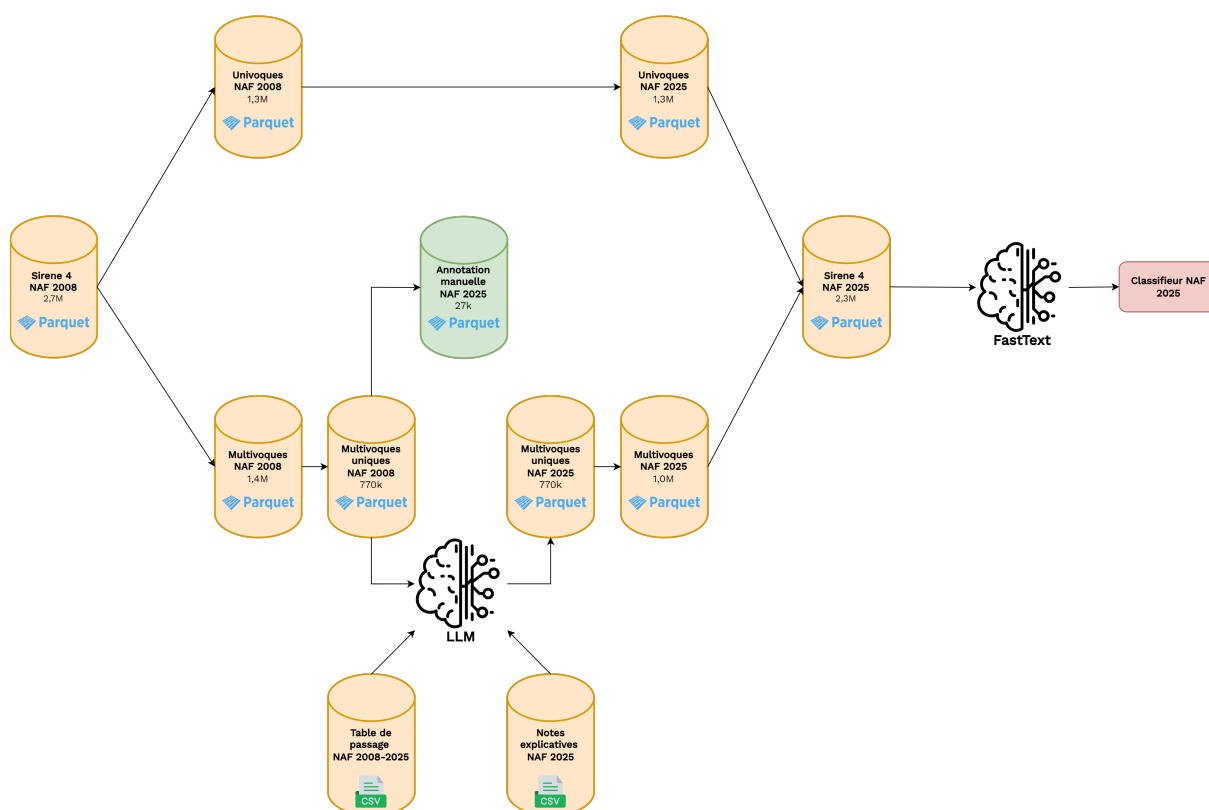 Univoques
NAF 2008
1,3M
Parquet
Univoques
NAF 2025
1,3M
Parquet
Sirene 4
NAF 2008
2,7M
Parquet
Annotation
manuelle
NAF 2025
27k
Parquet
Sirene 4
NAF 2025
2,3M
Parquet
FastText
Classifieur NAF
2025
Multivoques
NAF 2008
1,4M
Parquet
Multivoques
uniques
NAF 2008
770k
Parquet
Multivoques
uniques
NAF 2025
770k
Parquet
Multivoques
NAF 2025
1,0M
Parquet
LLM
Table de
passage
NAF 2008-2025
CSV
Notes
explicatives
NAF 2025
CSV